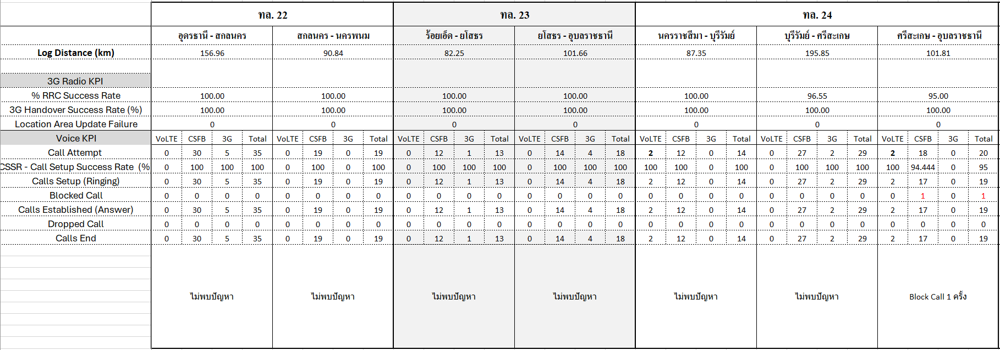 ทล. 22 ทล. 23 ทล. 24
อุดรธานี - สกลนคร สกลนคร - นครพนม ร้อยเอ็ด - ยโสธร ยโสธร - อุบลราชธานี นครราชสีมา - บุรีรัมย์ บุรีรัมย์ - ศรีสะเกษ ศรีสะเกษ - อุบลราชธานี
Log Distance (km) 156.96 90.84 82.25 101.66 87.35 195.85 101.81
3G Radio KPI
% RRC Success Rate 100.00 100.00 100.00 100.00 100.00 96.55 95.00
3G Handover Success Rate (%) 100.00 100.00 100.00 100.00 100.00 100.00 100.00
Location Area Update Failure 0 0 0 0 0 0 0
Voice KPI VoLTE CSFB 3G Total VoLTE CSFB 3G Total VoLTE CSFB 3G Total VoLTE CSFB 3G Total VoLTE CSFB 3G Total VoLTE CSFB 3G Total VoLTE CSFB 3G Total
Call Attempt 0 30 5 35 0 19 0 19 0 12 1 13 0 14 4 18 2 12 0 14 0 27 2 29 2 18 0 20
CSSR - Call Setup Success Rate (% 0 100 100 100 0 100 0 100 0 100 100 100 0 100 100 100 100 100 0 100 0 100 100 100 100 94.444 0 95
Calls Setup (Ringing) 0 30 5 35 0 19 0 19 0 12 1 13 0 14 4 18 2 12 0 14 0 27 2 29 2 17 0 19
Blocked Call 0 0 0 0 0 0 0 0 0 0 0 0 0 0 0 0 0 0 0 0 0 0 0 0 0 1 0 1
Calls Established (Answer) 0 30 5 35 0 19 0 19 0 12 1 13 0 14 4 18 2 12 0 14 0 27 2 29 2 17 0 19
Dropped Call 0 0 0 0 0 0 0 0 0 0 0 0 0 0 0 0 0 0 0 0 0 0 0 0 0 0 0 0
Calls End 0 30 5 35 0 19 0 19 0 12 1 13 0 14 4 18 2 12 0 14 0 27 2 29 2 17 0 19
ไม่พบปัญหา ไม่พบปัญหา ไม่พบปัญหา ไม่พบปัญหา ไม่พบปัญหา ไม่พบปัญหา Block Call 1 ครั้ง